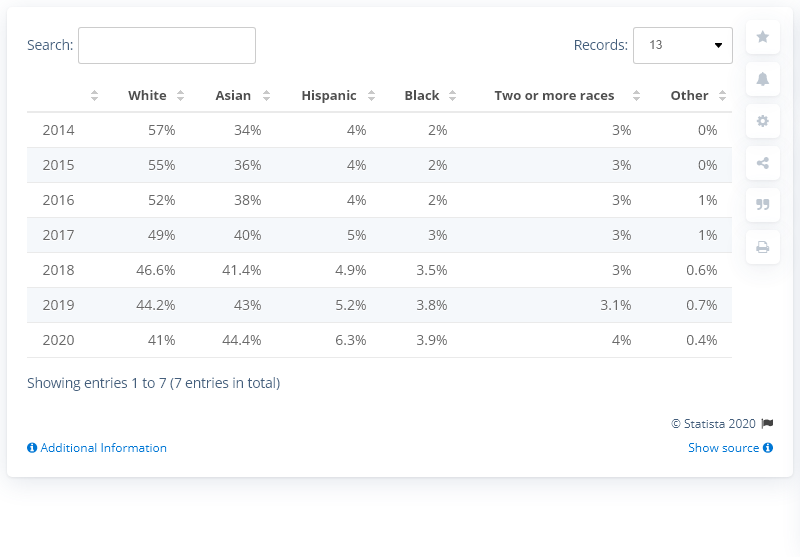 Search: Records: 13
White Asian Hispanic Black Two or more races Other
2014 57% 34% 4% 2% 3% 0%
2015 55% 36% 4% 2% 3% 0%
2016 52% 38% 4% 2% 3% 1%
2017 49% 40% 5% 3% 3% 1%
2018 46.6% 41.4% 4.9% 3.5% 3% 0.6%
2019 44.2% 43% 5.2% 3.8% 3.1% 0.7%
2020 41% 44.4% 6.3% 3.9% 4% 0.4%
Showing entries 1 to 7 (7 entries in total)
© Statista 2020
Additional Information Show source